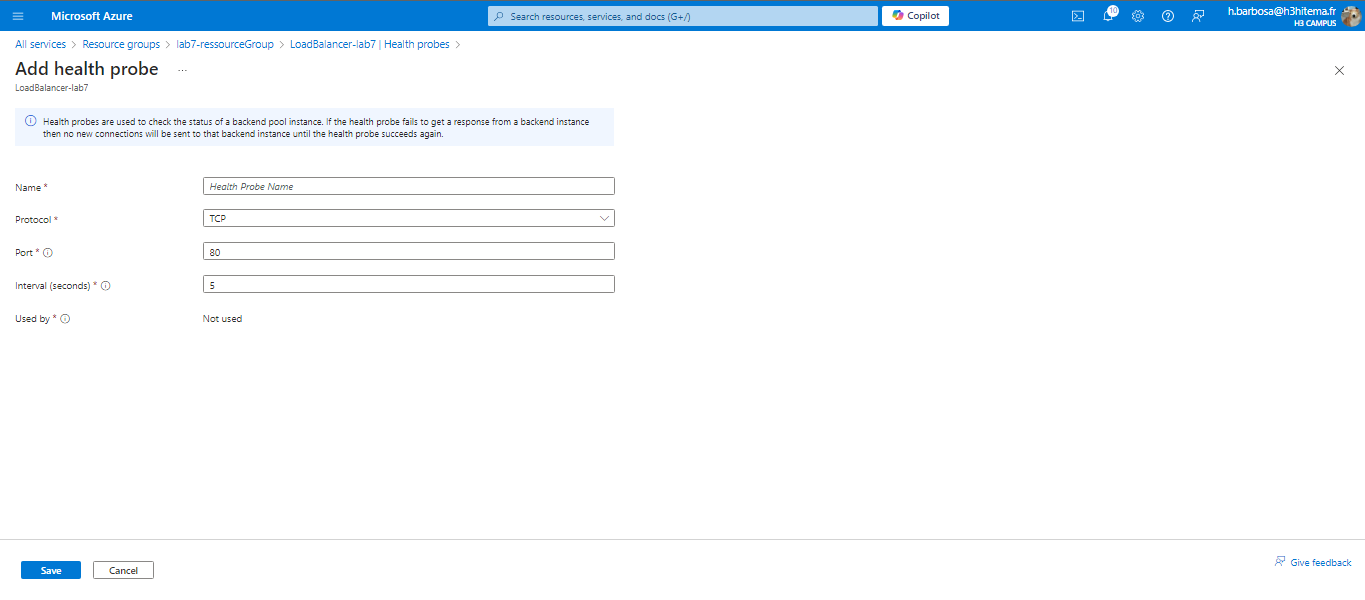 Microsoft Azure
Search resources, services, and docs (G+/)
Copilot
10
h.barbosa@h3hitema.fr
H3 CAMPUS
All services > Resource groups > lab7-ressourceGroup > LoadBalancer-lab7 | Health probes >
Add health probe ...
LoadBalancer-lab7
Health probes are used to check the status of a backend pool instance. If the health probe fails to get a response from a backend instance
then no new connections will be sent to that backend instance until the health probe succeeds again.
Name *
Health Probe Name
Protocol *
TCP
Port *
80
Interval (seconds) *
5
Used by *
Not used
Save
Cancel
Give feedback